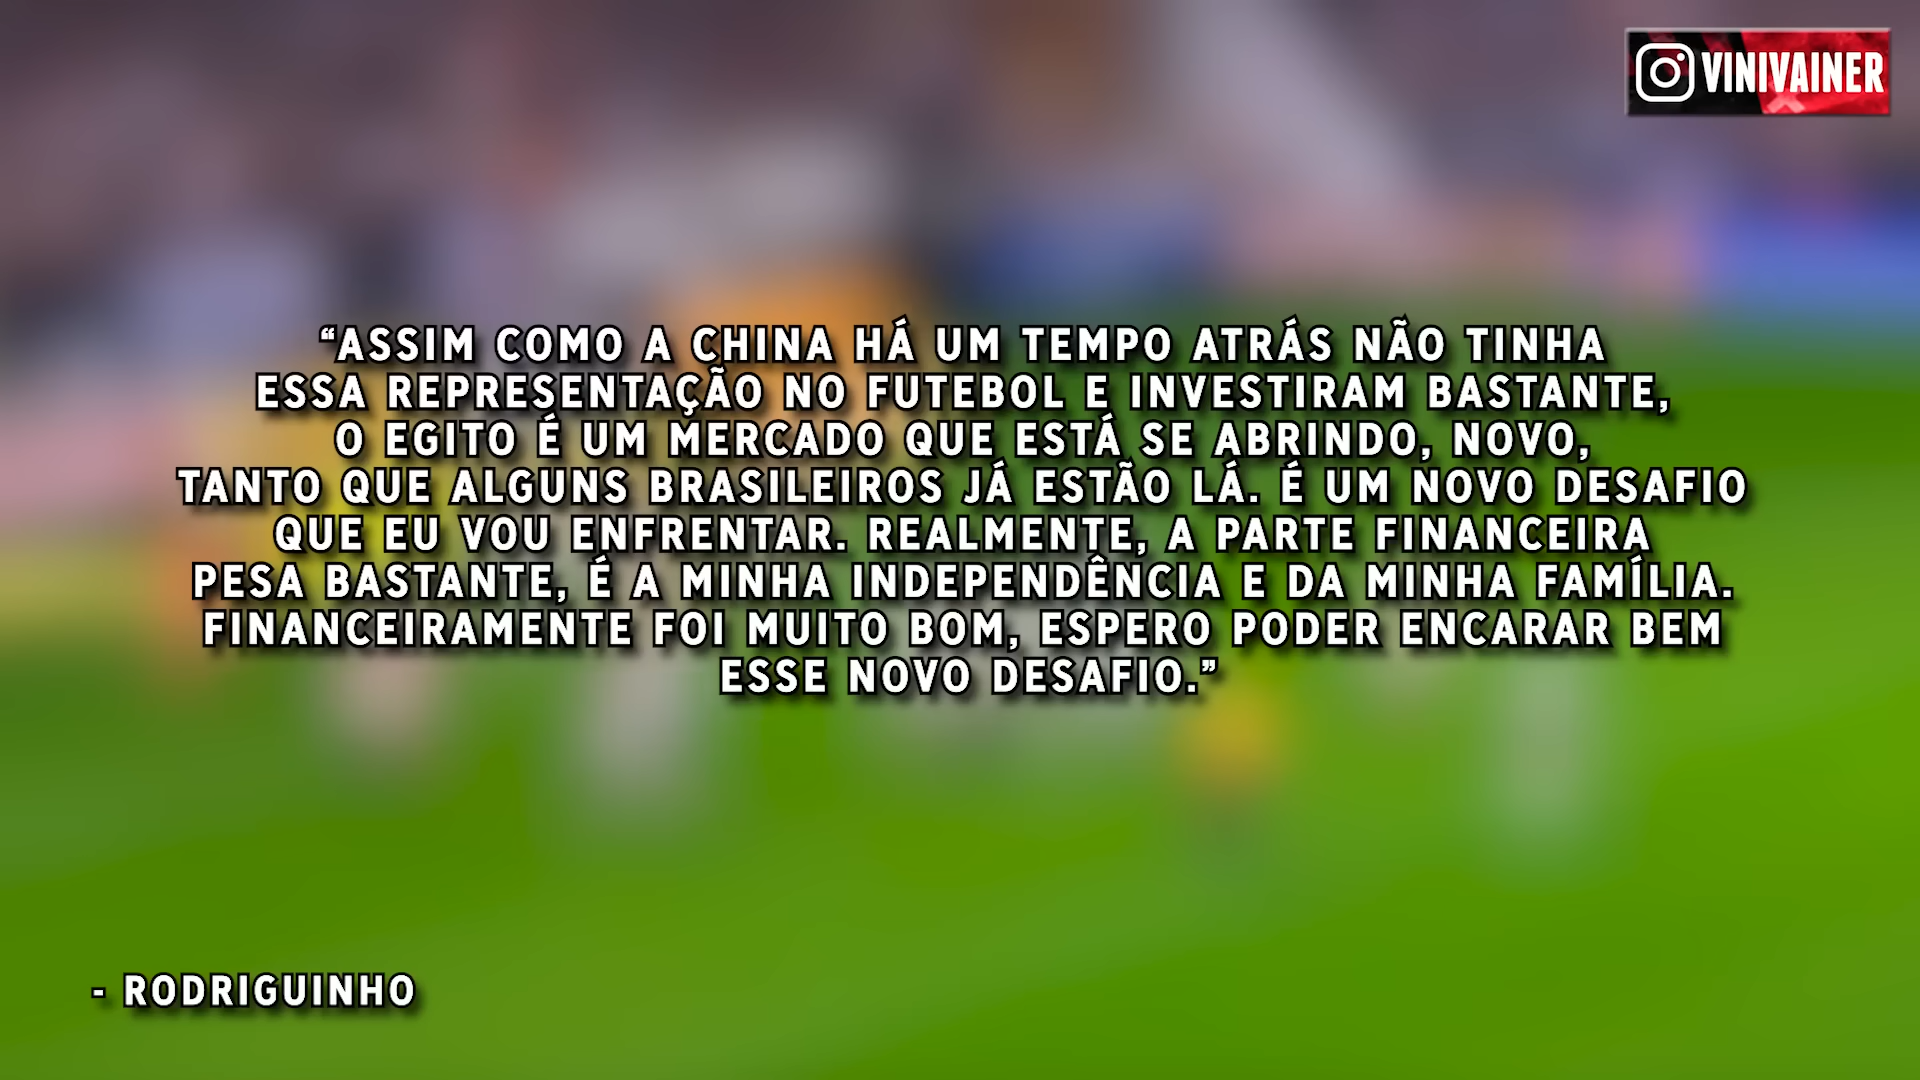 VINIVAINER
“ASSIM COMO A CHINA HÁ UM TEMPO ATRÁS NÃO TINHA
ESSA REPRESENTAÇÃO NO FUTEBOL E INVESTIRAM BASTANTE,
O EGITO É UM MERCADO QUE ESTÁ SE ABRINDO, NOVO,
TANTO QUE ALGUNS BRASILEIROS JÁ ESTÃO LÁ. É UM NOVO DESAFIO
QUE EU VOU ENFRENTAR. REALMENTE, A PARTE FINANCEIRA
PESA BASTANTE, É A MINHA INDEPENDÊNCIA E DA MINHA FAMÍLIA.
FINANCEIRAMENTE FOI MUITO BOM, ESPERO PODER ENCARAR BEM
ESSE NOVO DESAFIO.”
- RODRIGUINHO